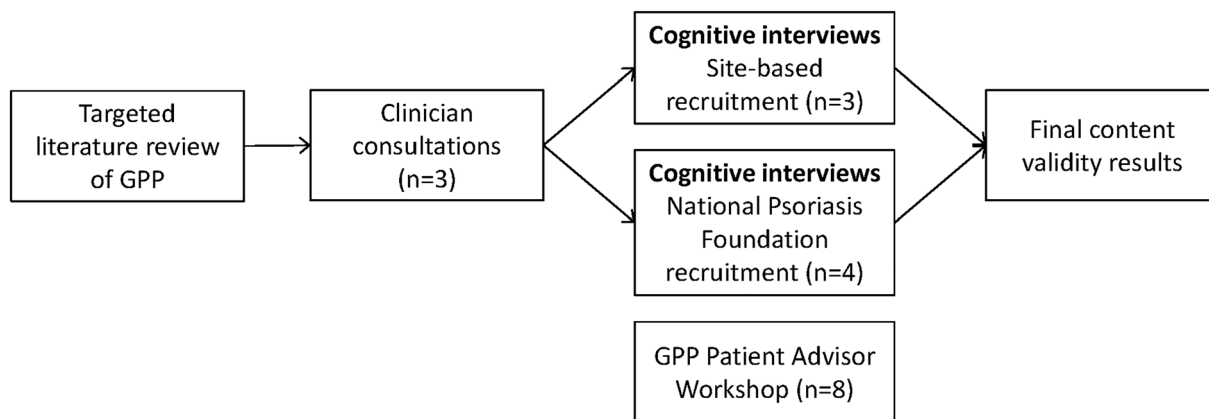 Targeted
literature review
of GPP
Clinician
consultations
(n=3)
Cognitive interviews
Site-based
recruitment (n=3)
Cognitive interviews
National Psoriasis
Foundation
recruitment (n=4)
GPP Patient Advisor
Workshop (n=8)
Final content
validity results